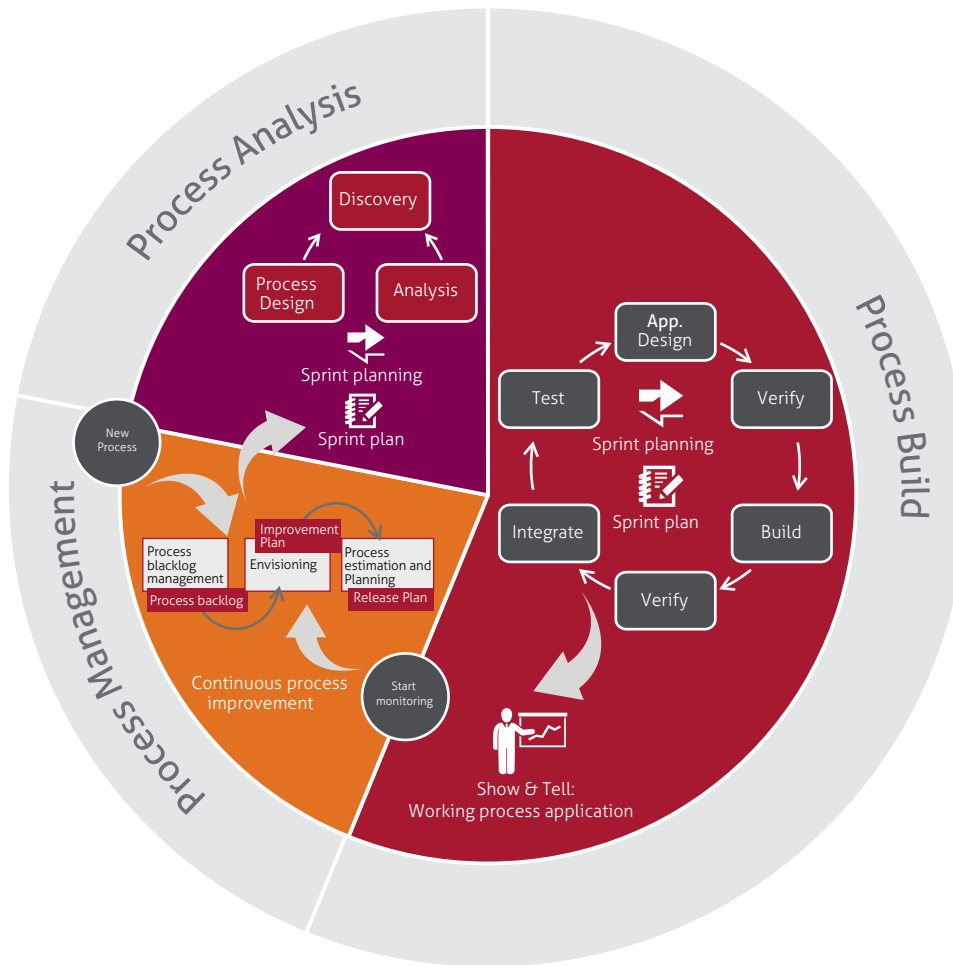 Process Analysis
Discovery
Process
Design
Analysis
Sprint planning
Sprint plan
Process Build
App.
Design
Test
Verify
Sprint planning
Sprint plan
Integrate
Build
Verify
Show & Tell:
Working process application
Process Management
New
Process
Process
blacklog
management
Process backlog
Improvement
Plan
Envisioning
Process
estimation and
Planning
Release Plan
Continuous process
improvement
Start
monitoring